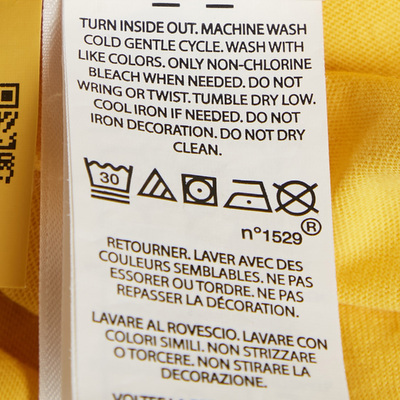 TURN INSIDE OUT. MACHINE WASH
COLD GENTLE CYCLE. WASH WITH
LIKE COLORS. ONLY NON-CHLORINE
BLEACH WHEN NEEDED. DO NOT
WRING OR TWIST. TUMBLE DRY LOW.
COOL IRON IF NEEDED. DO NOT
IRON DECORATION. DO NOT DRY
CLEAN.
30
n°1529®
RETOURNER. LAVER AVEC DES
COULEURS SEMBLABLES. NE PAS
ESSORER OU TORDRE. NE PAS
REPASSER LA DÉCORATION.
LAVARE AL ROVESCIO. LAVARE CON
COLORI SIMILI. NON STRIZZARE
O TORCERE. NON STIRARE LA
DECORAZIONE.